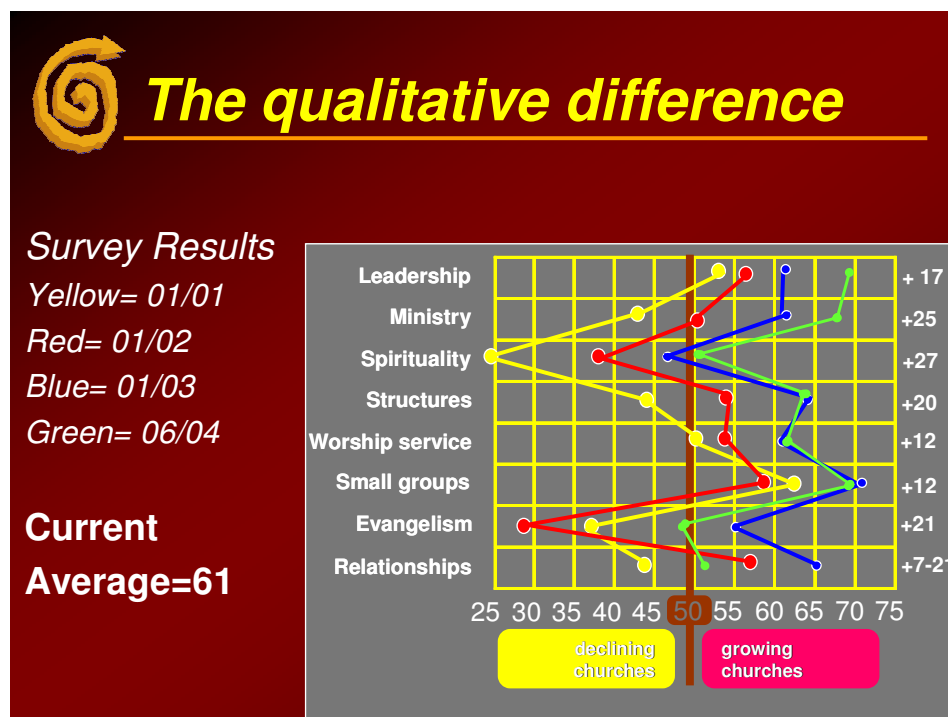 The qualitative difference
Survey Results
Yellow= 01/01
Red= 01/02
Blue= 01/03
Green= 06/04
Current
Average=61
Leadership + 17
Ministry +25
Spirituality +27
Structures +20
Worship service +12
Small groups +12
Evangelism +21
Relationships +7-21
25 30 35 40 45 50 55 60 65 70 75
declining growing
churches churches